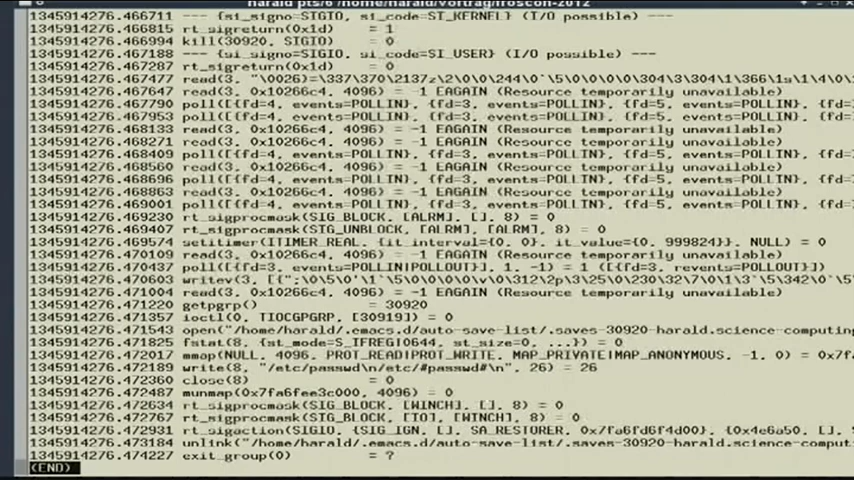 harald pts/6 /home/harald/vortrag/froscon-2012
1345914276.466711 --- {si_signo=SIGIO, si_code=SI_KERNEL} (I/O possible) ---
1345914276.466815 rt_sigreturn(0x1d) = 1
1345914276.466994 kill(30920, SIGIO) = 0
1345914276.467188 --- {si_signo=SIGIO, si_code=SI_USER} (I/O possible) ---
1345914276.467287 rt_sigreturn(0x1d) = 0
1345914276.467477 read(3,
1345914276.467647 read(3, 0x10266c4, 4096) = -1 EAGAIN (Resource temporarily unavailable)
1345914276.467790 poll([{fd=4, events=POLLIN}, {fd=3, events=POLLIN}, {fd=5, events=POLLIN}, {fd=3,
1345914276.467953 poll([{fd=4, events=POLLIN}, {fd=3, events=POLLIN}, {fd=5, events=POLLIN}, {fd=3,
1345914276.468133 read(3, 0x10266c4, 4096) = -1 EAGAIN (Resource temporarily unavailable)
1345914276.468271 read(3, 0x10266c4, 4096) = -1 EAGAIN (Resource temporarily unavailable)
1345914276.468409 poll([{fd=4, events=POLLIN}, {fd=3, events=POLLIN}, {fd=5, events=POLLIN}, {fd=3,
1345914276.468560 read(3, 0x10266c4, 4096) = -1 EAGAIN (Resource temporarily unavailable)
1345914276.468696 poll([{fd=4, events=POLLIN}, {fd=3, events=POLLIN}, {fd=5, events=POLLIN}, {fd=3,
1345914276.468863 read(3, 0x10266c4, 4096) = -1 EAGAIN (Resource temporarily unavailable)
1345914276.469001 poll([{fd=4, events=POLLIN}, {fd=3, events=POLLIN}, {fd=5, events=POLLIN}, {fd=3,
1345914276.469230 rt_sigprocmask(SIG_BLOCK, [ALRM], [], 8) = 0
1345914276.469407 rt_sigprocmask(SIG_UNBLOCK, [ALRM], [ALRM], 8) = 0
1345914276.469574 setitimer(ITIMER_REAL, {it_interval={0, 0}, it_value={0, 999824}}, NULL) = 0
1345914276.470109 read(3, 0x10266c4, 4096) = -1 EAGAIN (Resource temporarily unavailable)
1345914276.470437 poll([{fd=3, events=POLLIN|POLLOUT}], 1, -1) = 1 ([{fd=3, revents=POLLOUT}])
1345914276.470603 writev(3,
1345914276.471004 read(3, 0x10266c4, 4096) = -1 EAGAIN (Resource temporarily unavailable)
1345914276.471220 getpgrp() = 30920
1345914276.471357 ioctl(0, TIOCGPGRP, [30919]) = 0
1345914276.471543 open("/home/harald/.emacs.d/auto-save-list/.saves-30920-harald.science-computing
1345914276.471825 fstat(8, {st_mode=S_IFREG|0644, st_size=0, ...}) = 0
1345914276.472017 mmap(NULL, 4096, PROT_READ|PROT_WRITE, MAP_PRIVATE|MAP_ANONYMOUS, -1, 0) = 0x7fa
1345914276.472189 write(8, "/etc/passwd\n/etc/#passwd#\n", 26) = 26
1345914276.472360 close(8) = 0
1345914276.472487 munmap(0x7fa6fee3c000, 4096) = 0
1345914276.472634 rt_sigprocmask(SIG_BLOCK, [WINCH], [], 8) = 0
1345914276.472767 rt_sigprocmask(SIG_BLOCK, [IO], [WINCH], 8) = 0
1345914276.472931 rt_sigaction(SIGIO, {SIG_IGN, [], SA_RESTORER, 0x7fa6fd6f4d00}, {0x4e6a50, [], S
1345914276.473184 unlink("/home/harald/.emacs.d/auto-save-list/.saves-30920-harald.science-computi
1345914276.474227 exit_group(0) = ?
(END)